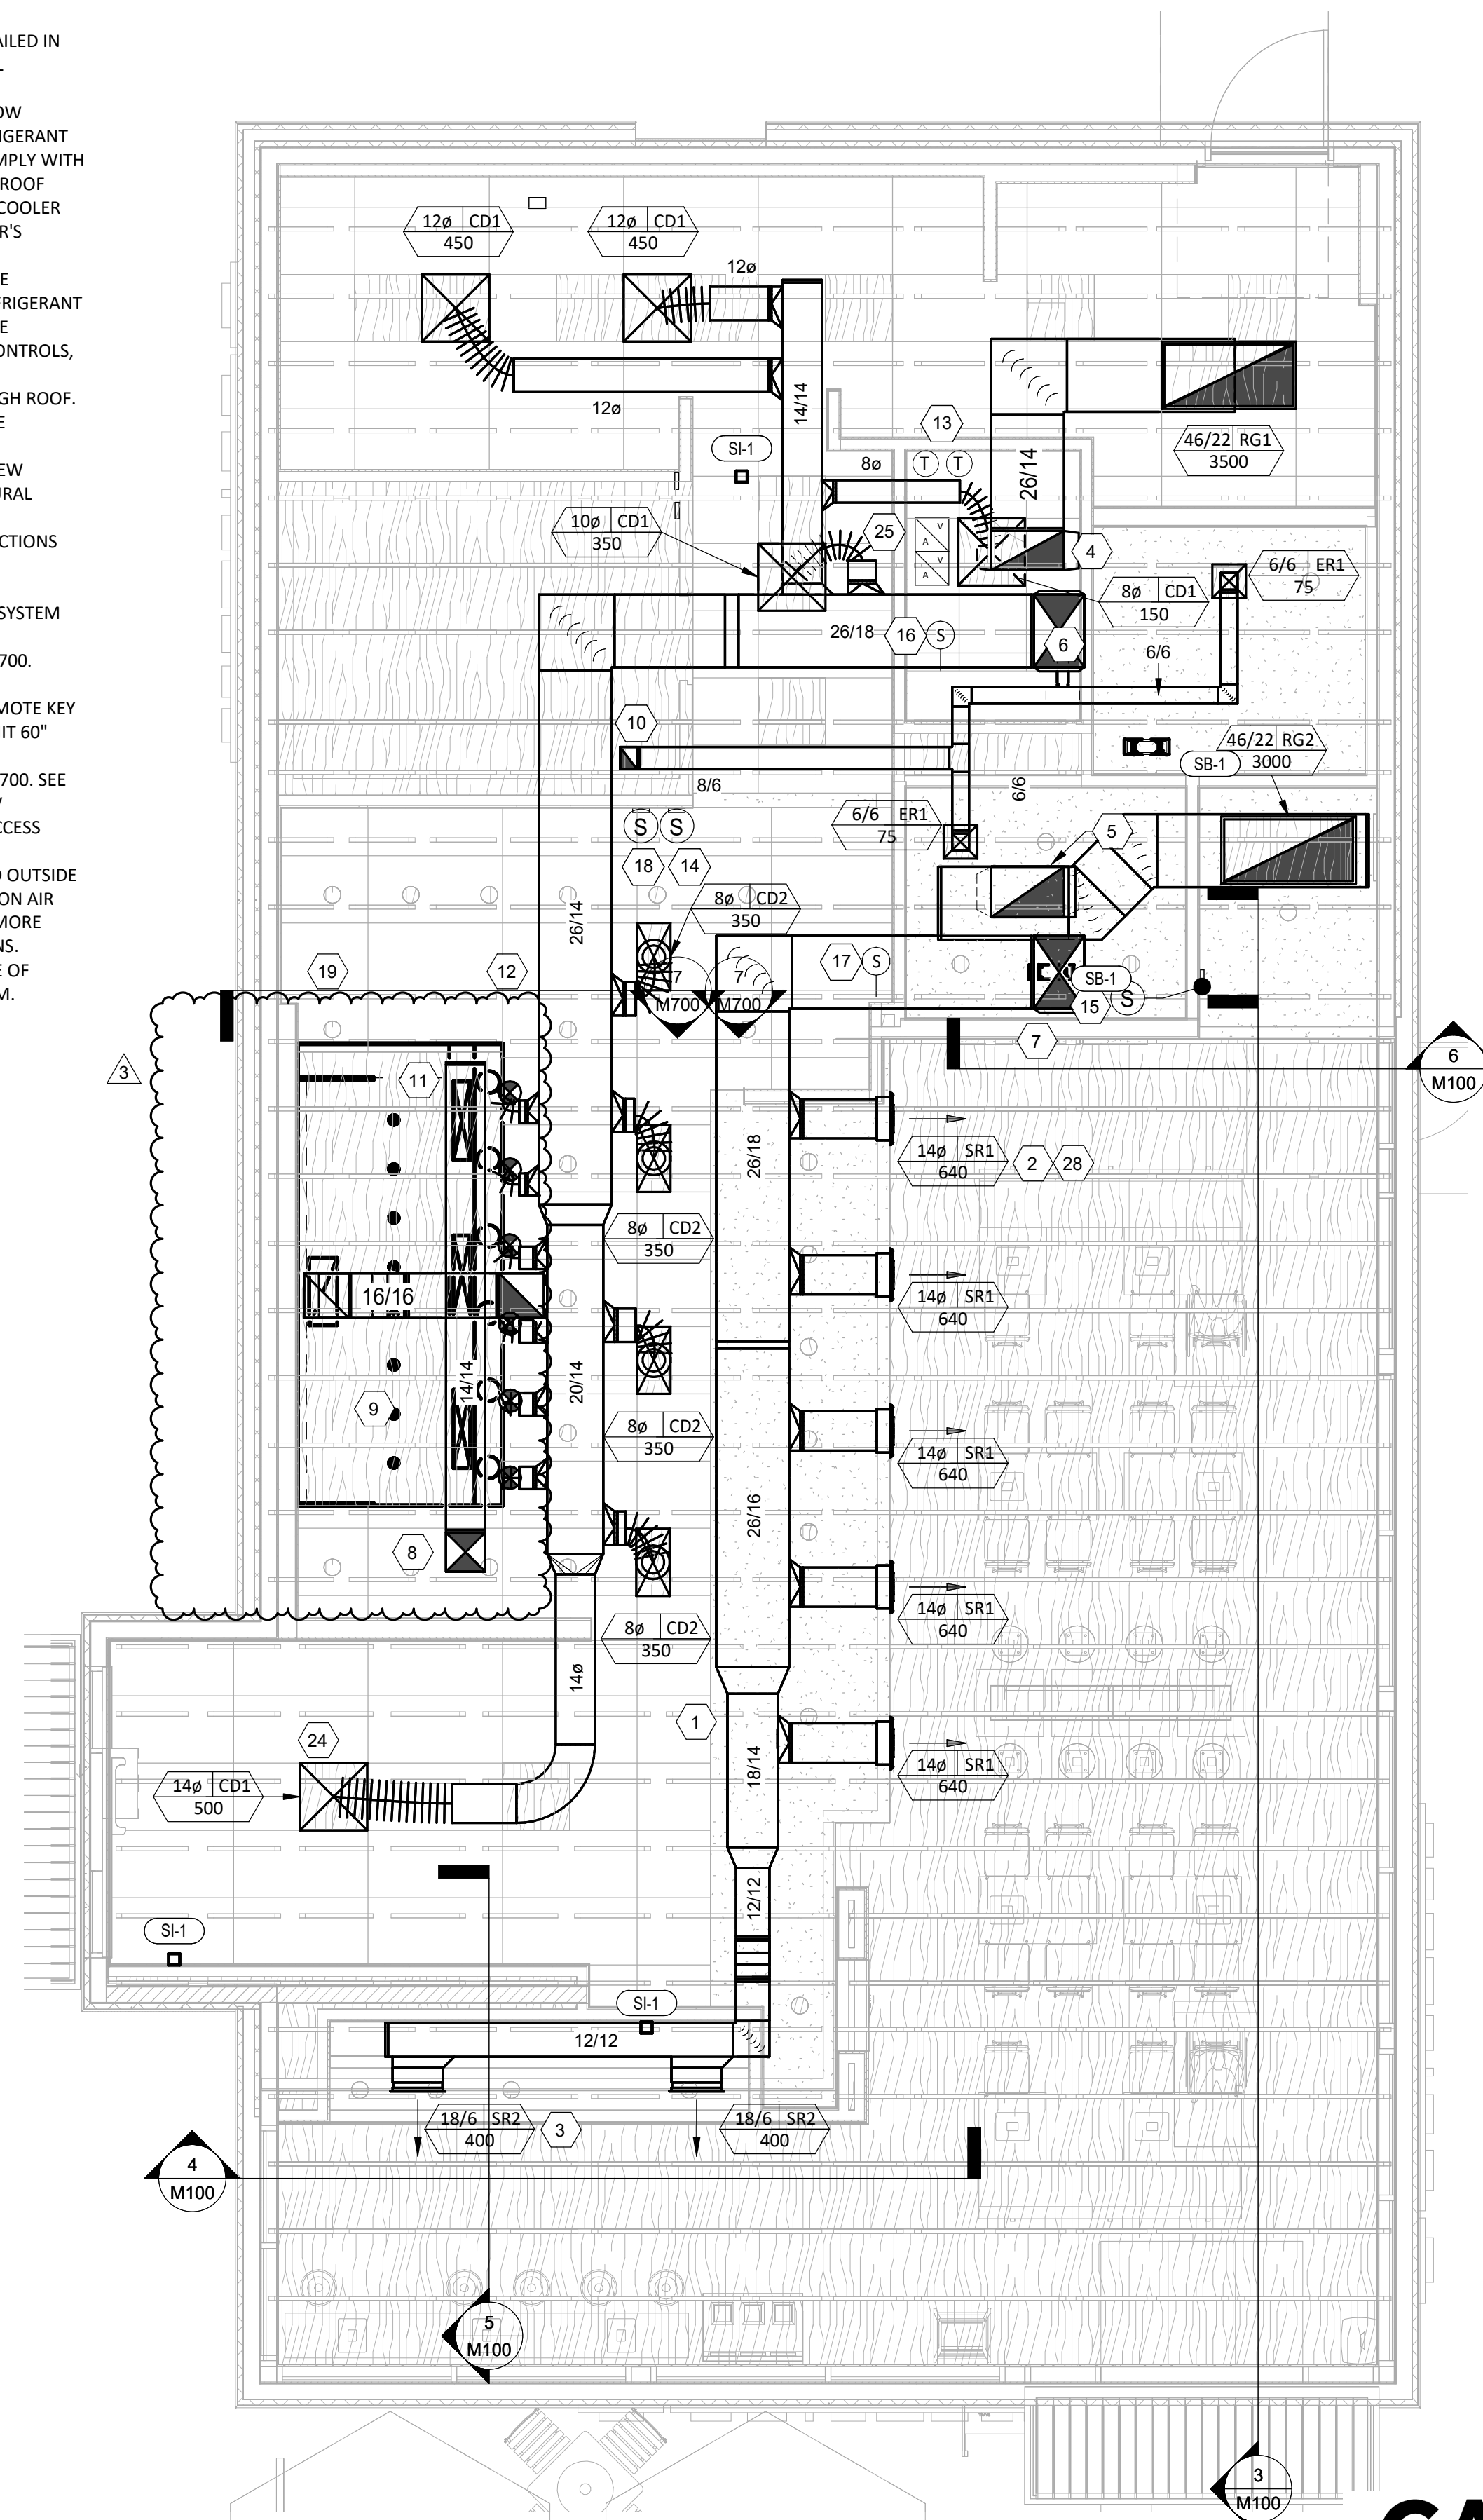 AILED IN
OW
IGERANT
MPLY WITH
ROOF
COOLER
R'S
E
FRIGERANT
E
ONTROLS,
GH ROOF.
E
EW
URAL
CTIONS
SYSTEM
700.
MOTE KEY
IT 60"
700. SEE
CCESS
D OUTSIDE
ON AIR
MORE
NS.
E OF
M.
12ø CD1
450
12ø CD1
450
12ø
12ø
14/14
SI-1
13
8ø
T T
26/14
46/22 RG1
3500
10ø CD1
350
25
V
A
V
A
4
6/6 ER1
75
8ø CD1
150
26/18
16
S
6
6/6
10
8/6
46/22 RG2
3000
SB-1
6/6 ER1
75
6/6
5
S S
18 14
8ø CD2
350
26/14
17
S
19
12
7
M700
7
M700
SB-1
15
S
7
6
M100
3
11
26/18
14ø SR1
640
2
28
8ø CD2
350
14ø SR1
640
16/16
14/14
20/14
9
8ø CD2
350
14ø SR1
640
26/16
8
14ø SR1
640
8ø CD2
350
14ø
1
24
18/14
14ø SR1
640
14ø CD1
500
12/12
SI-1
SI-1
12/12
18/6 SR2
400
3
18/6 SR2
400
4
M100
5
M100
3
M100